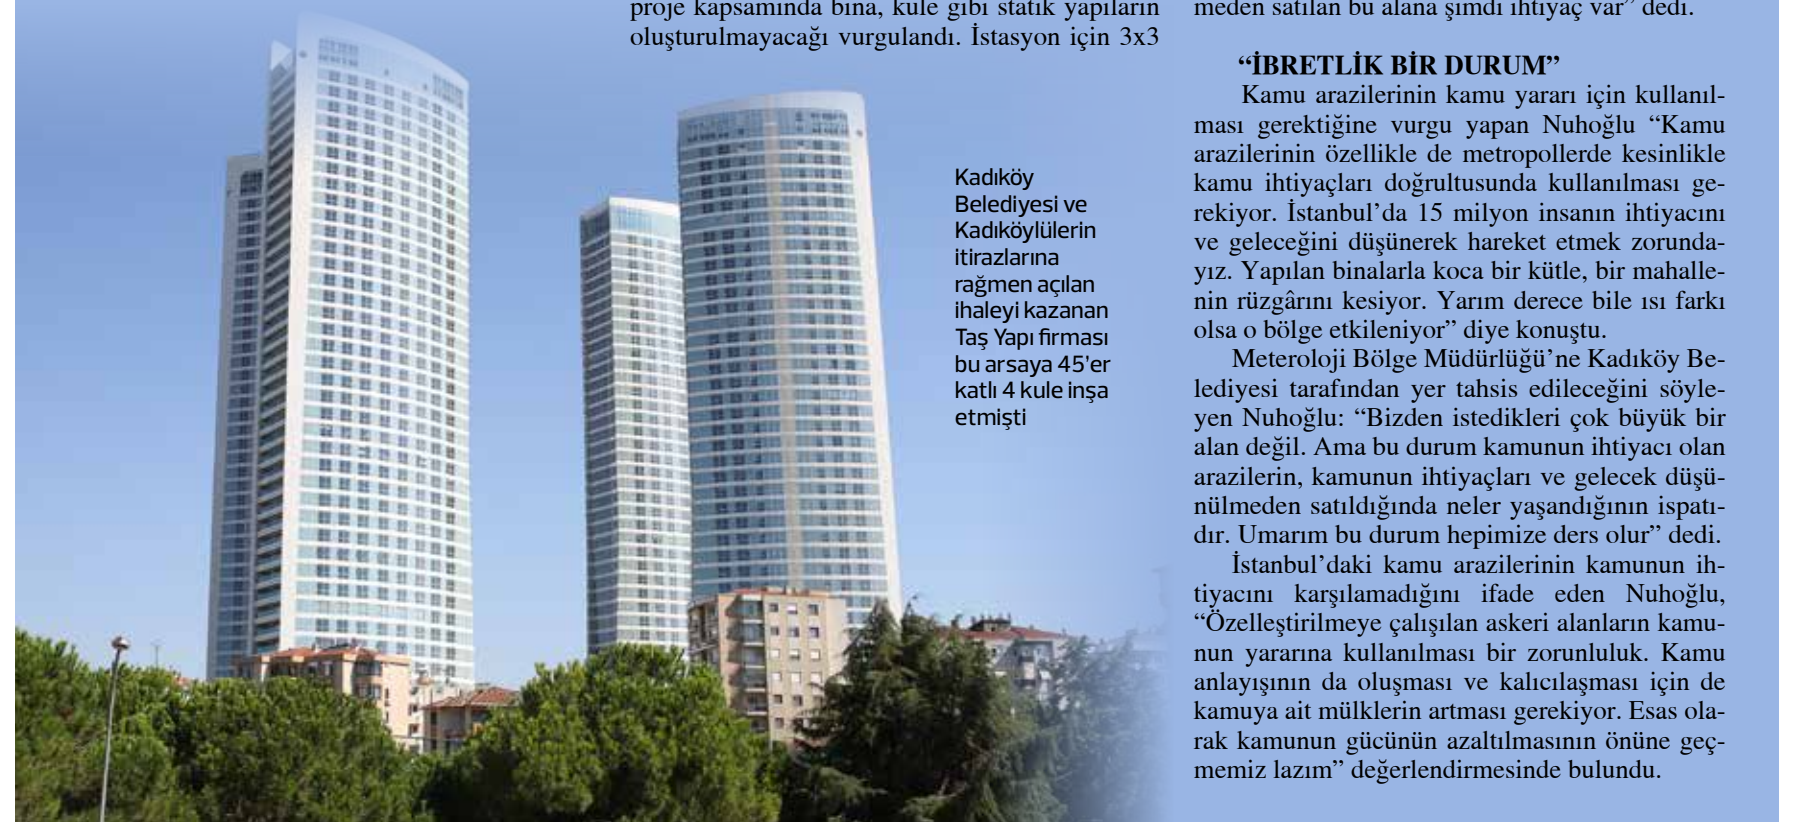 proje kapsamında bina, kule gibi statik yapıların
oluşturulmayacağı vurgulandı. İstasyon için 3x3
Kadıköy
Belediyesi ve
Kadıköylülerin
itirazlarına
rağmen açılan
ihaleyi kazanan
Taş Yapı firması
bu arsaya 45'er
katlı 4 kule inşa
etmişti
meden satılan bu alana şimdi ihtiyaç var” dedi.
“İBRETLİK BİR DURUM”
Kamu arazilerinin kamu yararı için kullanıl-
ması gerektiğine vurgu yapan Nuhoğlu “Kamu
arazilerinin özellikle de metropollerde kesinlikle
kamu ihtiyaçları doğrultusunda kullanılması ge-
rekiyor. İstanbul’da 15 milyon insanın ihtiyacını
ve geleceğini düşünerek hareket etmek zorunda-
yız. Yapılan binalarla koca bir kütle, bir mahalle-
nin rüzgârını kesiyor. Yarım derece bile ısı farkı
olsa o bölge etkileniyor” diye konuştu.
Meteroloji Bölge Müdürlüğü’ne Kadıköy Be-
lediyesi tarafından yer tahsis edileceğini söyle-
yen Nuhoğlu: “Bizden istedikleri çok büyük bir
alan değil. Ama bu durum kamunun ihtiyacı olan
arazilerin, kamunun ihtiyaçları ve gelecek düşü-
nülmeden satıldığında neler yaşandığının ispatı-
dır. Umarım bu durum hepimize ders olur” dedi.
İstanbul’daki kamu arazilerinin kamunun ih-
tiyacını karşılamadığını ifade eden Nuhoğlu,
“Özelleştirilmeye çalışılan askeri alanların kamu-
nun yararına kullanılması bir zorunluluk. Kamu
anlayışının da oluşması ve kalıcılaşması için de
kamuya ait mülklerin artması gerekiyor. Esas ola-
rak kamunun gücünün azaltılmasının önüne geç-
memiz lazım” değerlendirmesinde bulundu.